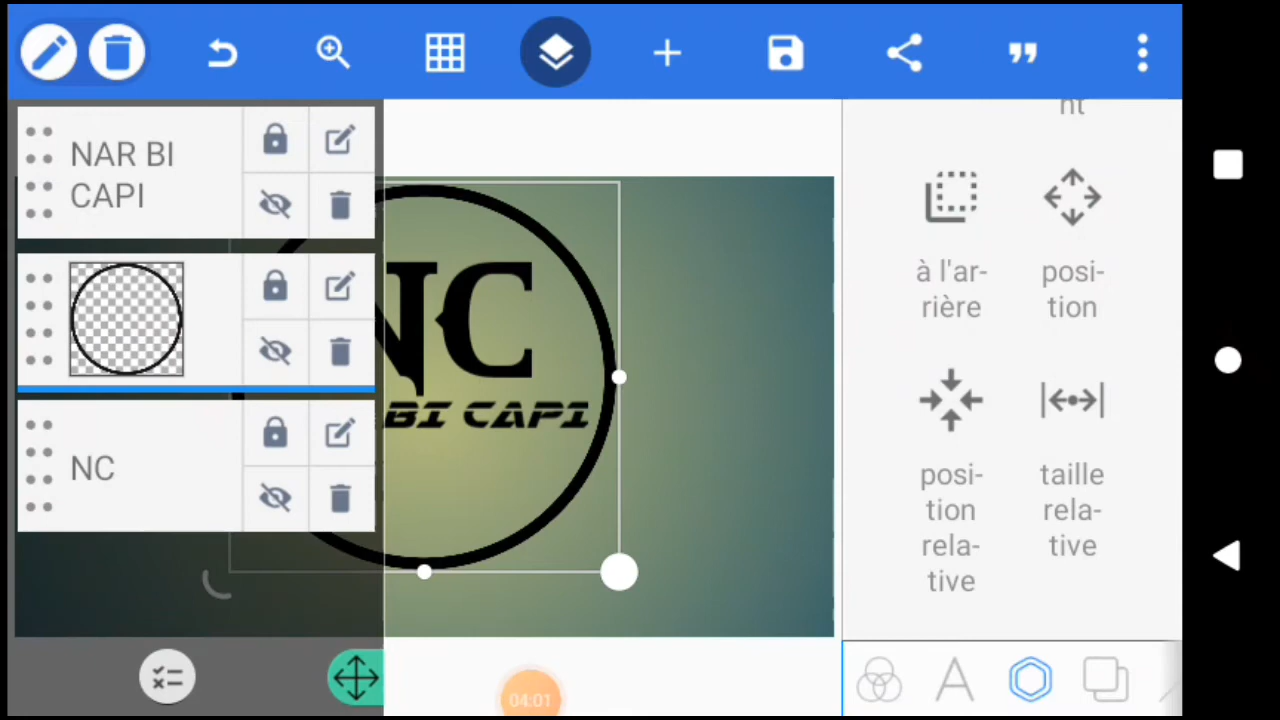 NAR BI
CAPI
NC
NC
BI CAPI
nt
à l'ar-
rière
posi-
tion
posi-
tion
rela-
tive
taille
rela-
tive
04:01